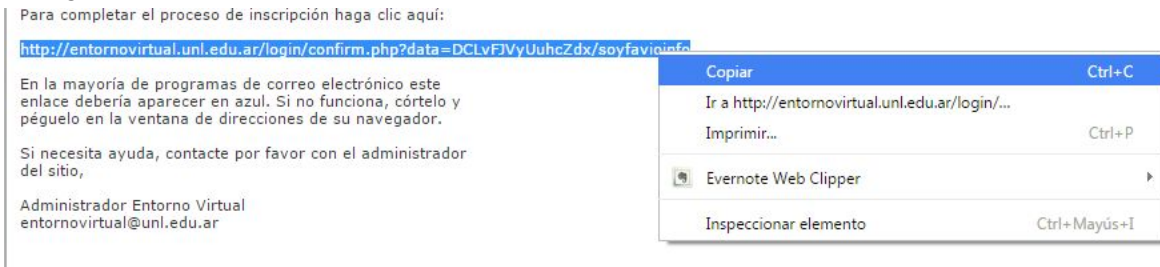 Para completar el proceso de inscripción haga clic aquí:
http://entornovirtual.unl.edu.ar/login/confirm.php?data=DCLvFJVyUuhcZdx/soyfavioinfo
En la mayoría de programas de correo electrónico este
enlace debería aparecer en azul. Si no funciona, córtelo y
péguelo en la ventana de direcciones de su navegador.
Si necesita ayuda, contacte por favor con el administrador
del sitio,
Administrador Entorno Virtual
entornovirtual@unl.edu.ar
Copiar Ctrl+C
Ir a http://entornovirtual.unl.edu.ar/login/...
Imprimir... Ctrl+P
Evernote Web Clipper
Inspeccionar elemento Ctrl+Mayús+I